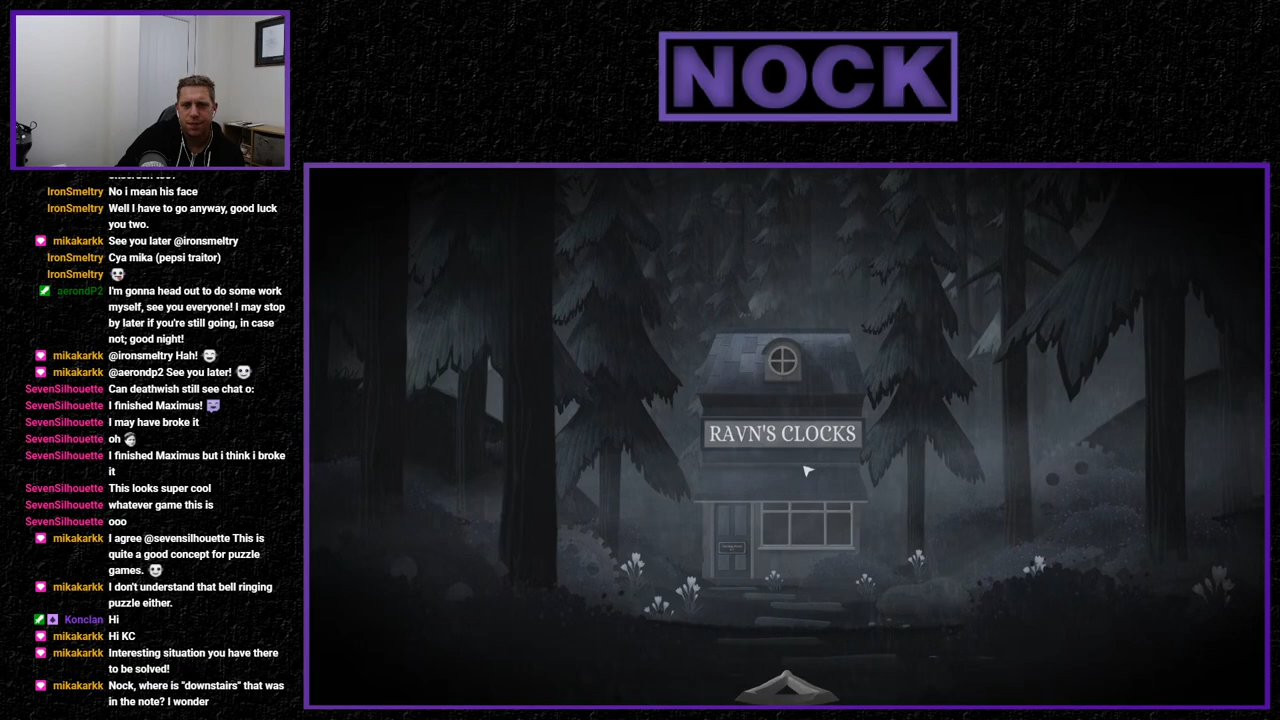 NOCK
IronSmeltry No i mean his face
IronSmeltry Well I have to go anyway, good luck
you two.
mikakarkk See you later @ironsmeltry
IronSmeltry Cya mika (pepsi traitor)
IronSmeltry
aerondP2 I'm gonna head out to do some work
myself, see you everyone! I may stop
by later if you're still going, in case
not; good night!
mikakarkk @ironsmeltry Hah!
mikakarkk @aerondp2 See you later!
SevenSilhouette Can deathwish still see chat o:
SevenSilhouette I finished Maximus!
SevenSilhouette I may have broke it
SevenSilhouette oh
SevenSilhouette I finished Maximus but i think i broke
it
SevenSilhouette This looks super cool
SevenSilhouette whatever game this is
SevenSilhouette ooo
mikakarkk I agree @sevensilhouette This is
quite a good concept for puzzle
games.
mikakarkk I don't understand that bell ringing
puzzle either.
Konclan Hi
mikakarkk Hi KC
mikakarkk Interesting situation you have there
to be solved!
mikakarkk Nock, where is "downstairs" that was
in the note? I wonder
RAVN'S CLOCKS